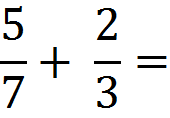 5/7 + 2/3 =